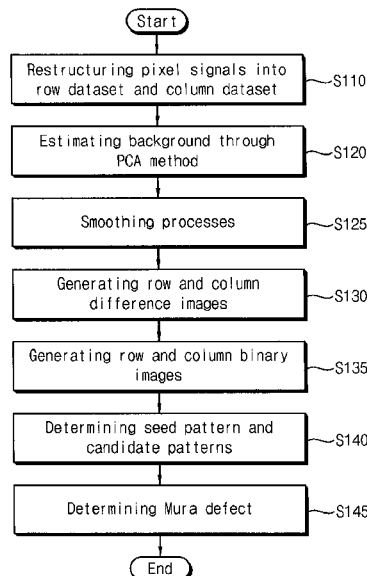 Start
Restructuring pixel signals into
row dataset and column dataset
S110
Estimating background through
PCA method
S120
Smoothing processes
S125
Generating row and column
difference images
S130
Generating row and column binary
images
S135
Determining seed pattern and
candidate patterns
S140
Determining Mura defect
S145
End